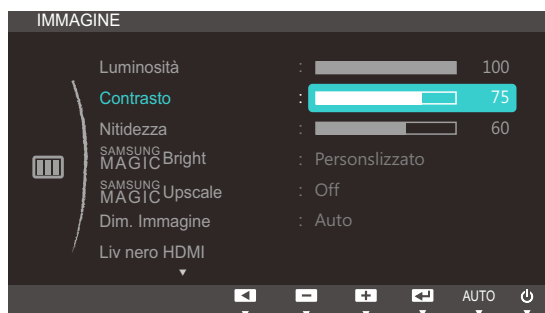 IMMAGINE
Luminosità : 100
Contrasto : 75
Nitidezza : 60
SAMSUNG MAGIC Bright : Personslizzato
SAMSUNG MAGIC Upscale : Off
Dim. Immagine : Auto
Liv nero HDMI
AUTO